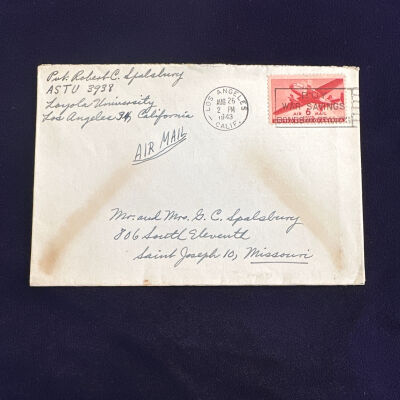 Pvt. Robert C. Spalsbury
ASTU 3938
Loyola University
Los Angeles 34, California
AIR MAIL
LOS ANGELES
AUG 26
2 PM
1943
CALIF.
WAR SAVINGS
AIR 6 MAIL
Mr. and Mrs. G. C. Spalsbury
806 South Eleventh
Saint Joseph 10, Missouri